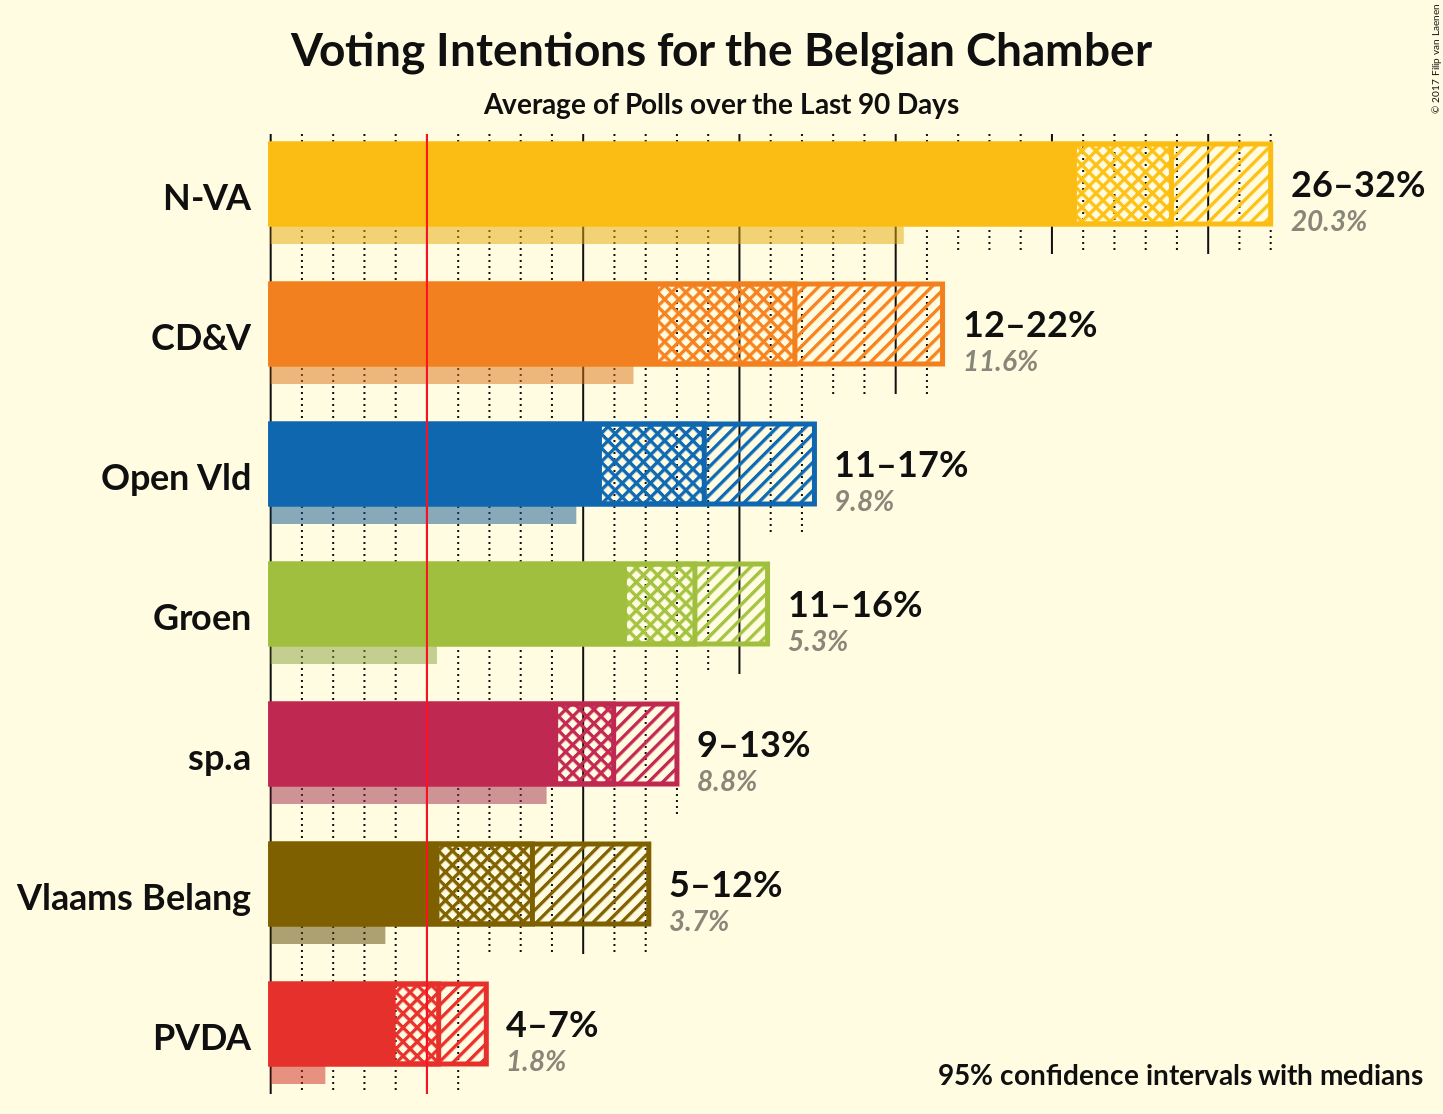 Voting Intentions for the Belgian Chamber
Average of Polls over the Last 90 Days
© 2017 Filip van Laenen
N-VA
26–32%
20.3%
CD&V
12–22%
11.6%
Open Vld
11–17%
9.8%
Groen
11–16%
5.3%
sp.a
9–13%
8.8%
Vlaams Belang
5–12%
3.7%
PVDA
4–7%
1.8%
95% confidence intervals with medians